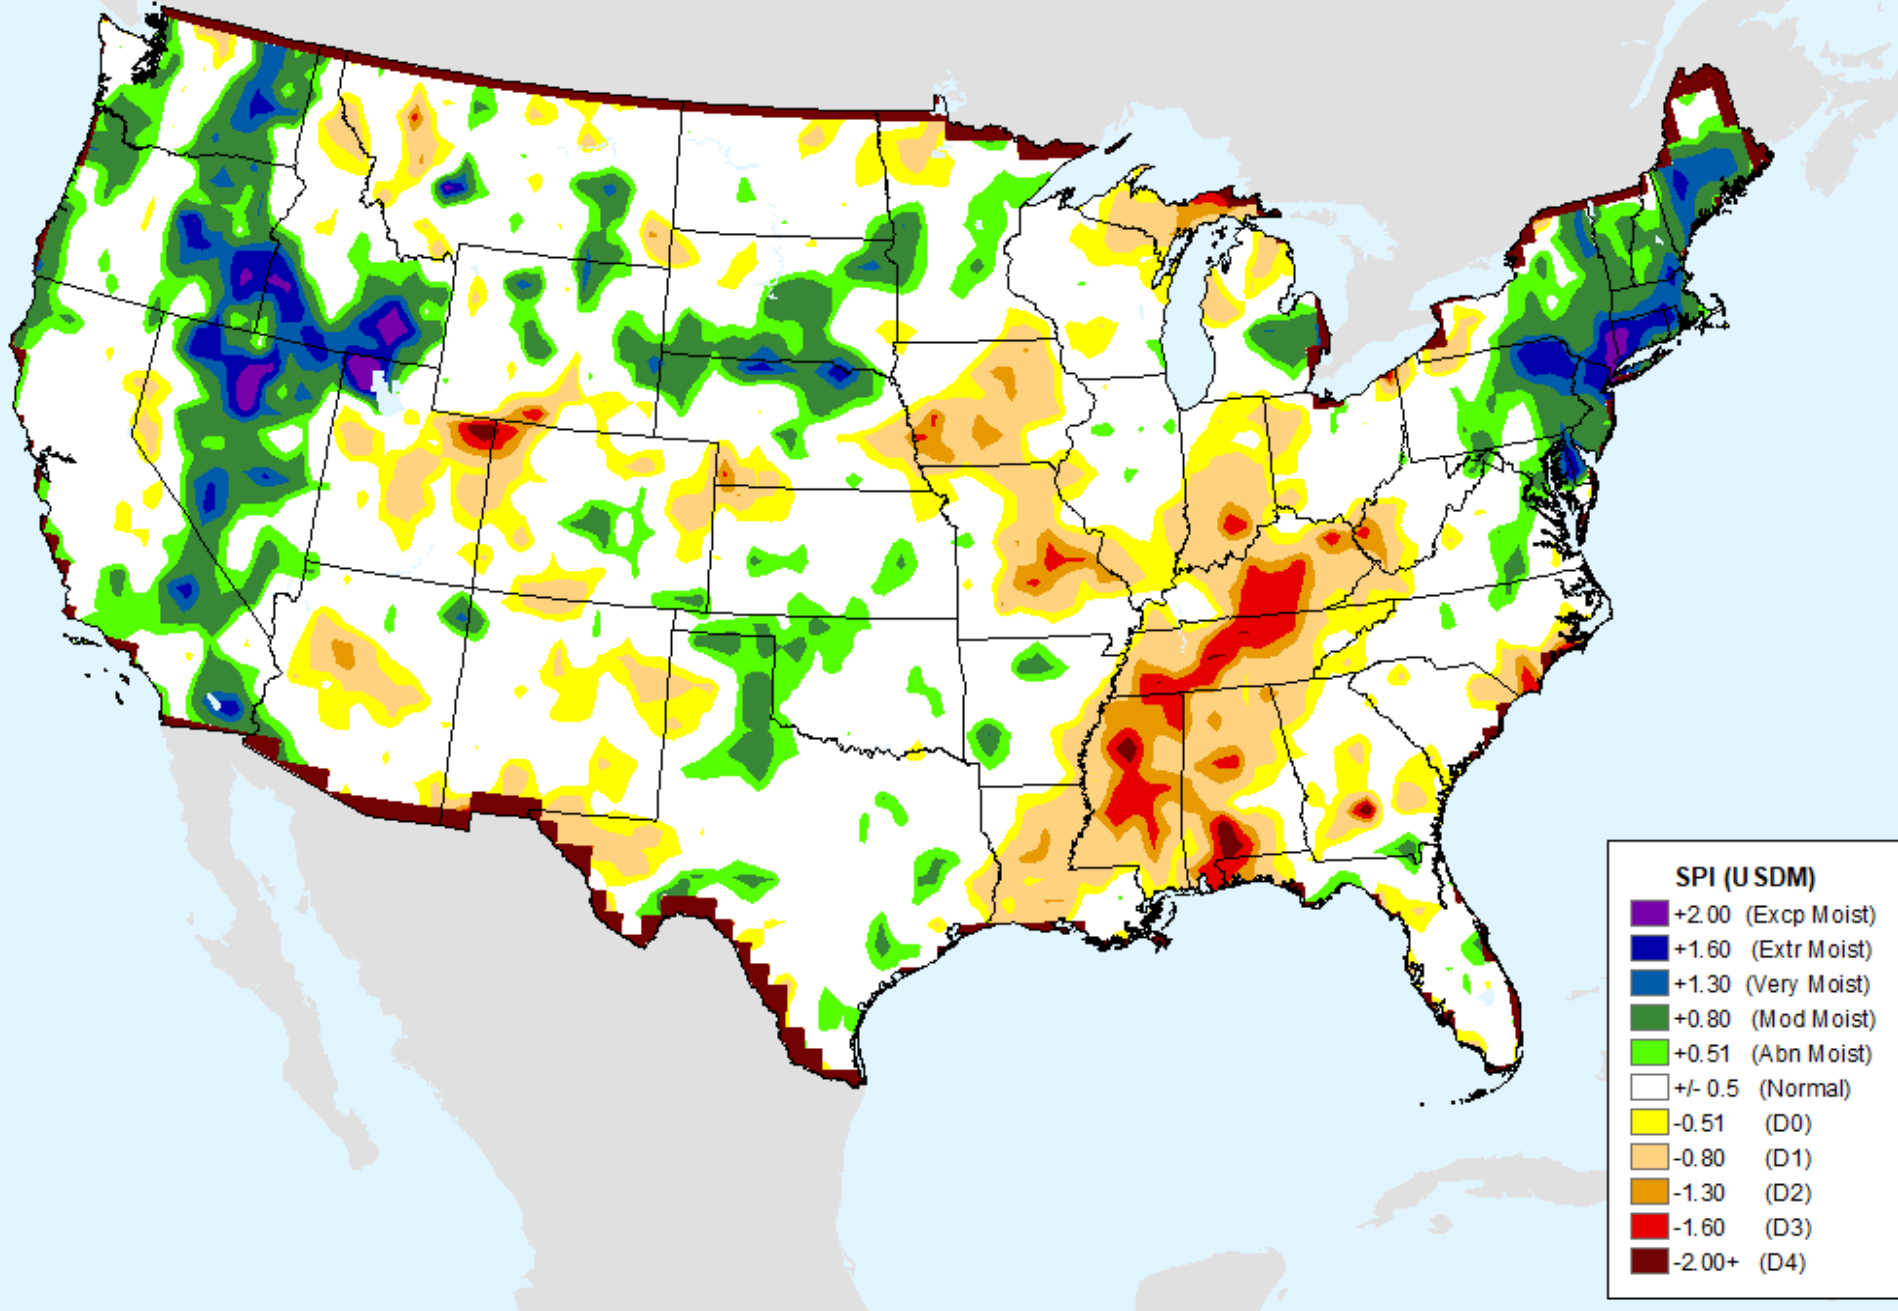 SPI (USDM)
+2.00 (Excp Moist)
+1.60 (Extr Moist)
+1.30 (Very Moist)
+0.80 (Mod Moist)
+0.51 (Abn Moist)
+/- 0.5 (Normal)
-0.51 (D0)
-0.80 (D1)
-1.30 (D2)
-1.60 (D3)
-2.00+ (D4)